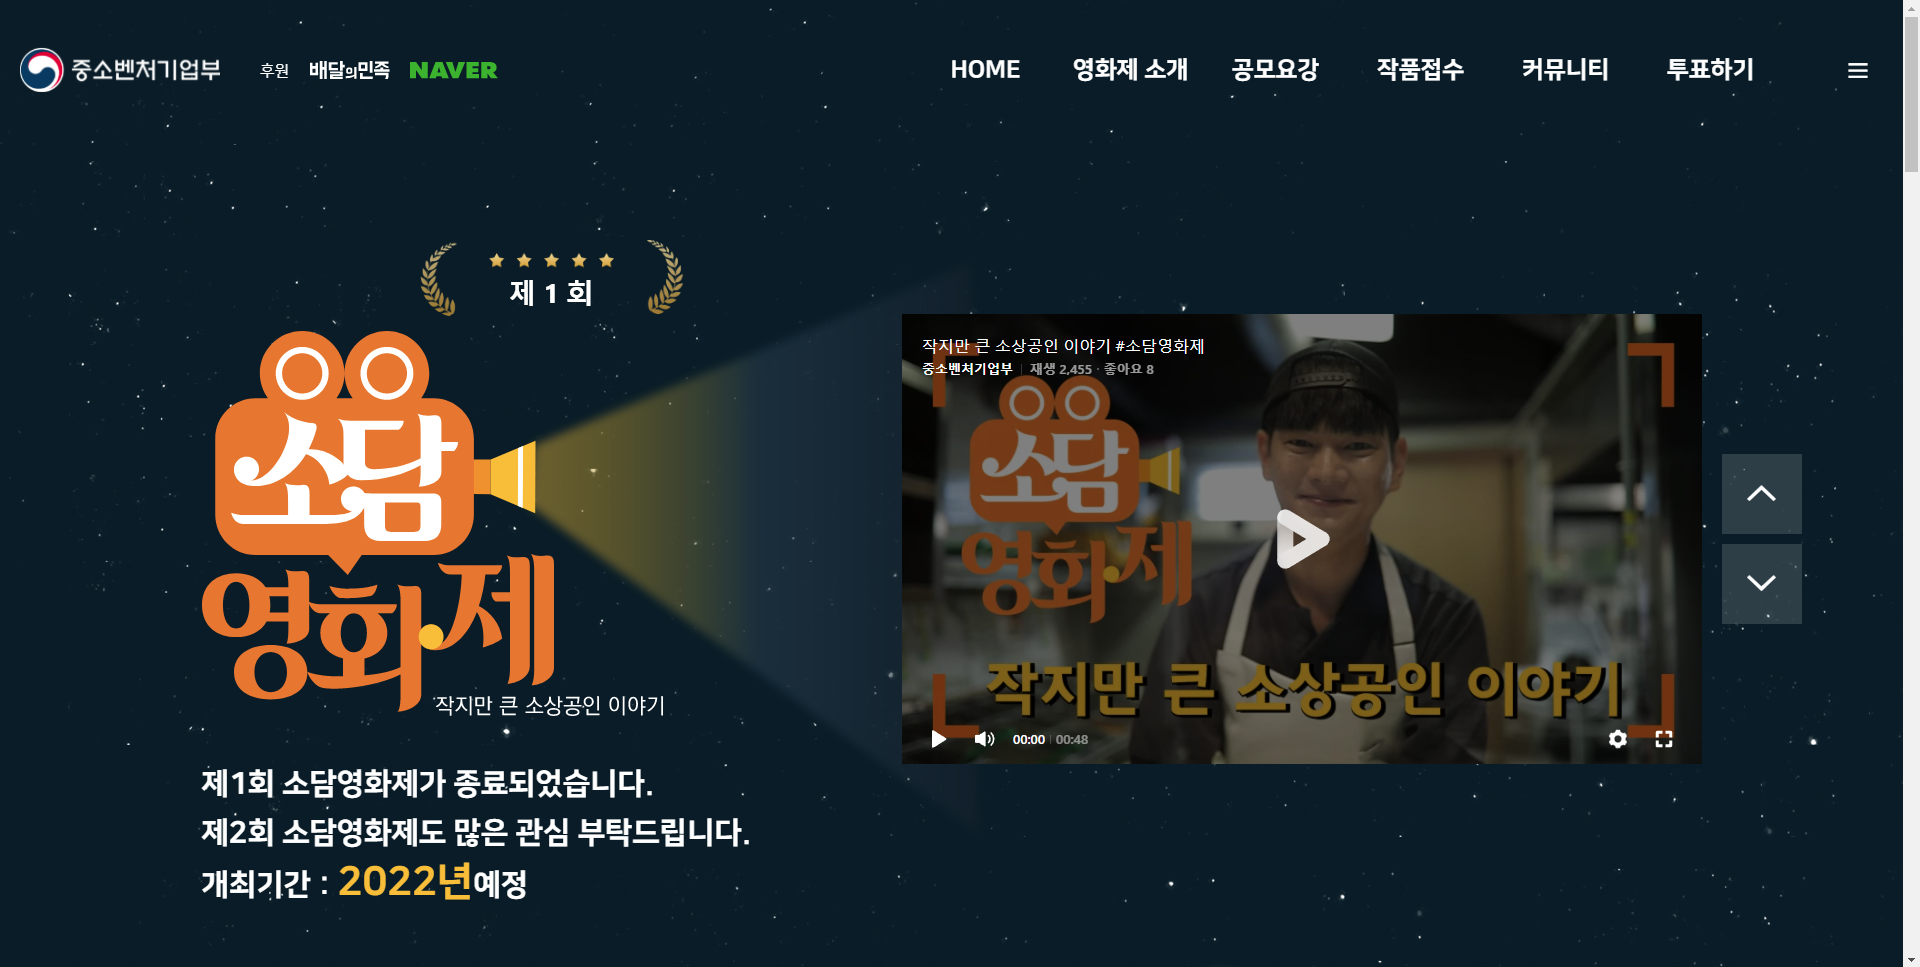 중소벤처기업부 후원 배달의민족 NAVER HOME 영화제 소개 공모요강 작품접수 커뮤니티 투표하기
제 1 회
소담
영화제
작지만 큰 소상공인 이야기
제1회 소담영화제가 종료되었습니다.
제2회 소담영화제도 많은 관심 부탁드립니다.
개최기간 : 2022년예정
작지만 큰 소상공인 이야기 #소담영화제
중소벤처기업부 | 재생 2,455 · 좋아요 8
소담
영화제
작지만 큰 소상공인 이야기
00:00 | 00:48